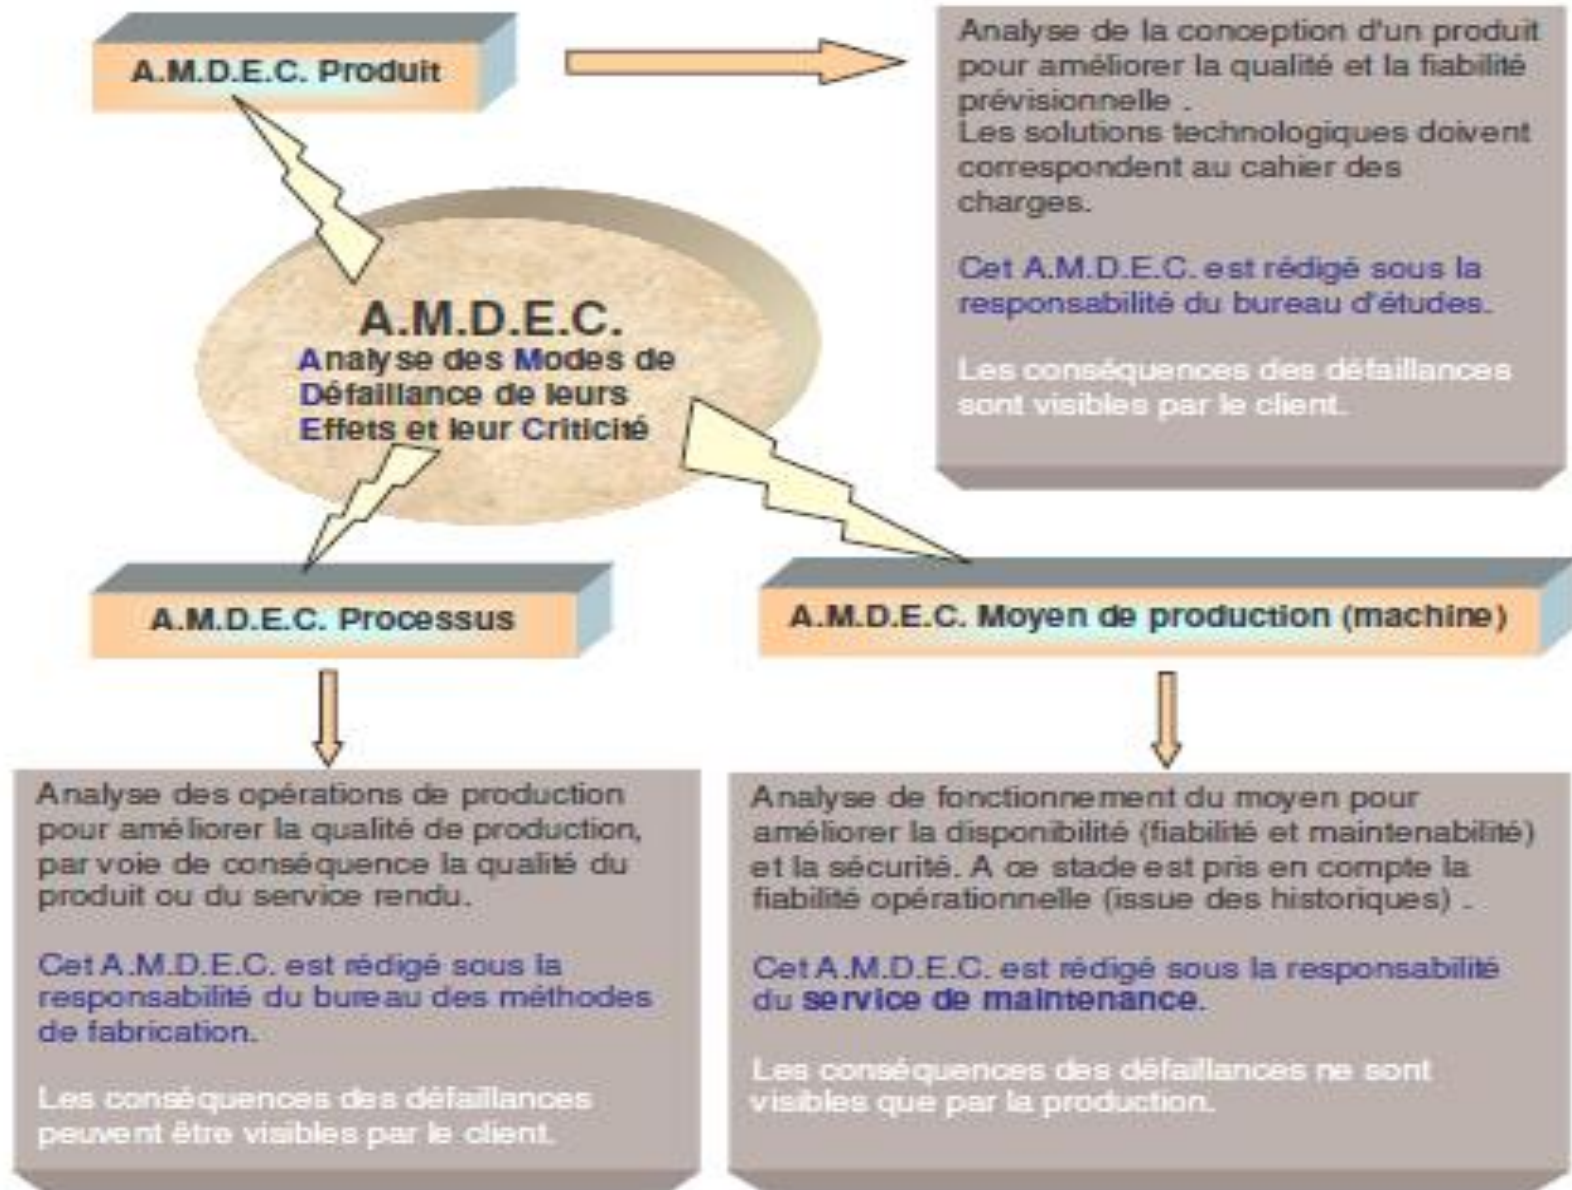 A.M.D.E.C. Produit
Analyse de la conception d'un produit
pour améliorer la qualité et la fiabilité
prévisionnelle .
Les solutions technologiques doivent
correspondent au cahier des
charges.
Cet A.M.D.E.C. est rédigé sous la
responsabilité du bureau d'études.
Les conséquences des défaillances
sont visibles par le client.
A.M.D.E.C.
Analyse des Modes de
Défaillance de leurs
Effets et leur Criticité
A.M.D.E.C. Processus
A.M.D.E.C. Moyen de production (machine)
Analyse des opérations de production
pour améliorer la qualité de production,
par voie de conséquence la qualité du
produit ou du service rendu.
Cet A.M.D.E.C. est rédigé sous la
responsabilité du bureau des méthodes
de fabrication.
Les conséquences des défaillances
peuvent être visibles par le client.
Analyse de fonctionnement du moyen pour
améliorer la disponibilité (fiabilité et maintenabilité)
et la sécurité. A ce stade est pris en compte la
fiabilité opérationnelle (issue des historiques) .
Cet A.M.D.E.C. est rédigé sous la responsabilité
du service de maintenance.
Les conséquences des défaillances ne sont
visibles que par la production.